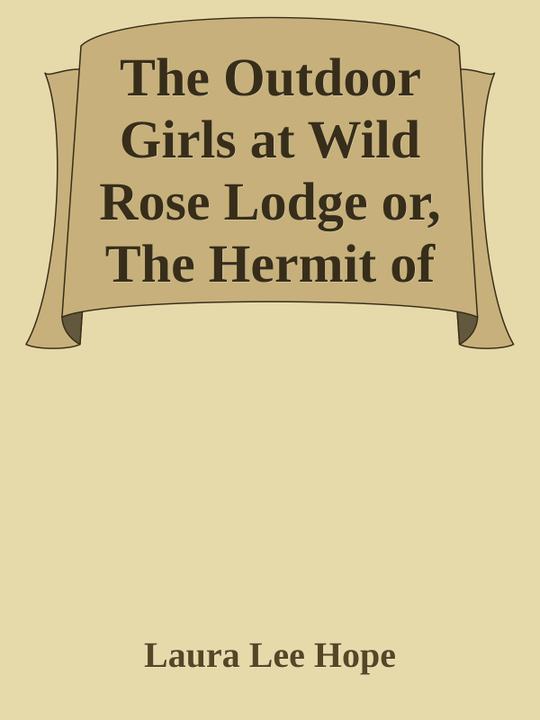 The Outdoor
Girls at Wild
Rose Lodge or,
The Hermit of
Laura Lee Hope